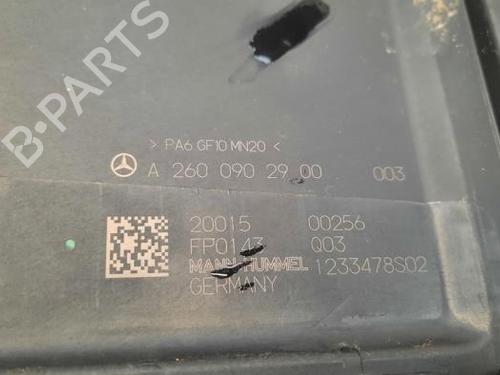 B-PARTS
> PA6 GF10 MN20 <
A 260 090 29 00 003
20015 00256
FP0143 Q03
MANN+HUMMEL 1233478S02
GERMANY